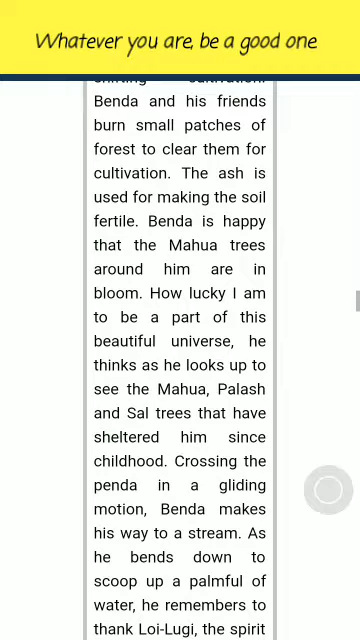 Whatever you are, be a good one
shifting cultivation.
Benda and his friends
burn small patches of
forest to clear them for
cultivation. The ash is
used for making the soil
fertile. Benda is happy
that the Mahua trees
around him are in
bloom. How lucky I am
to be a part of this
beautiful universe, he
thinks as he looks up to
see the Mahua, Palash
and Sal trees that have
sheltered him since
childhood. Crossing the
penda in a gliding
motion, Benda makes
his way to a stream. As
he bends down to
scoop up a palmful of
water, he remembers to
thank Loi-Lugi, the spirit